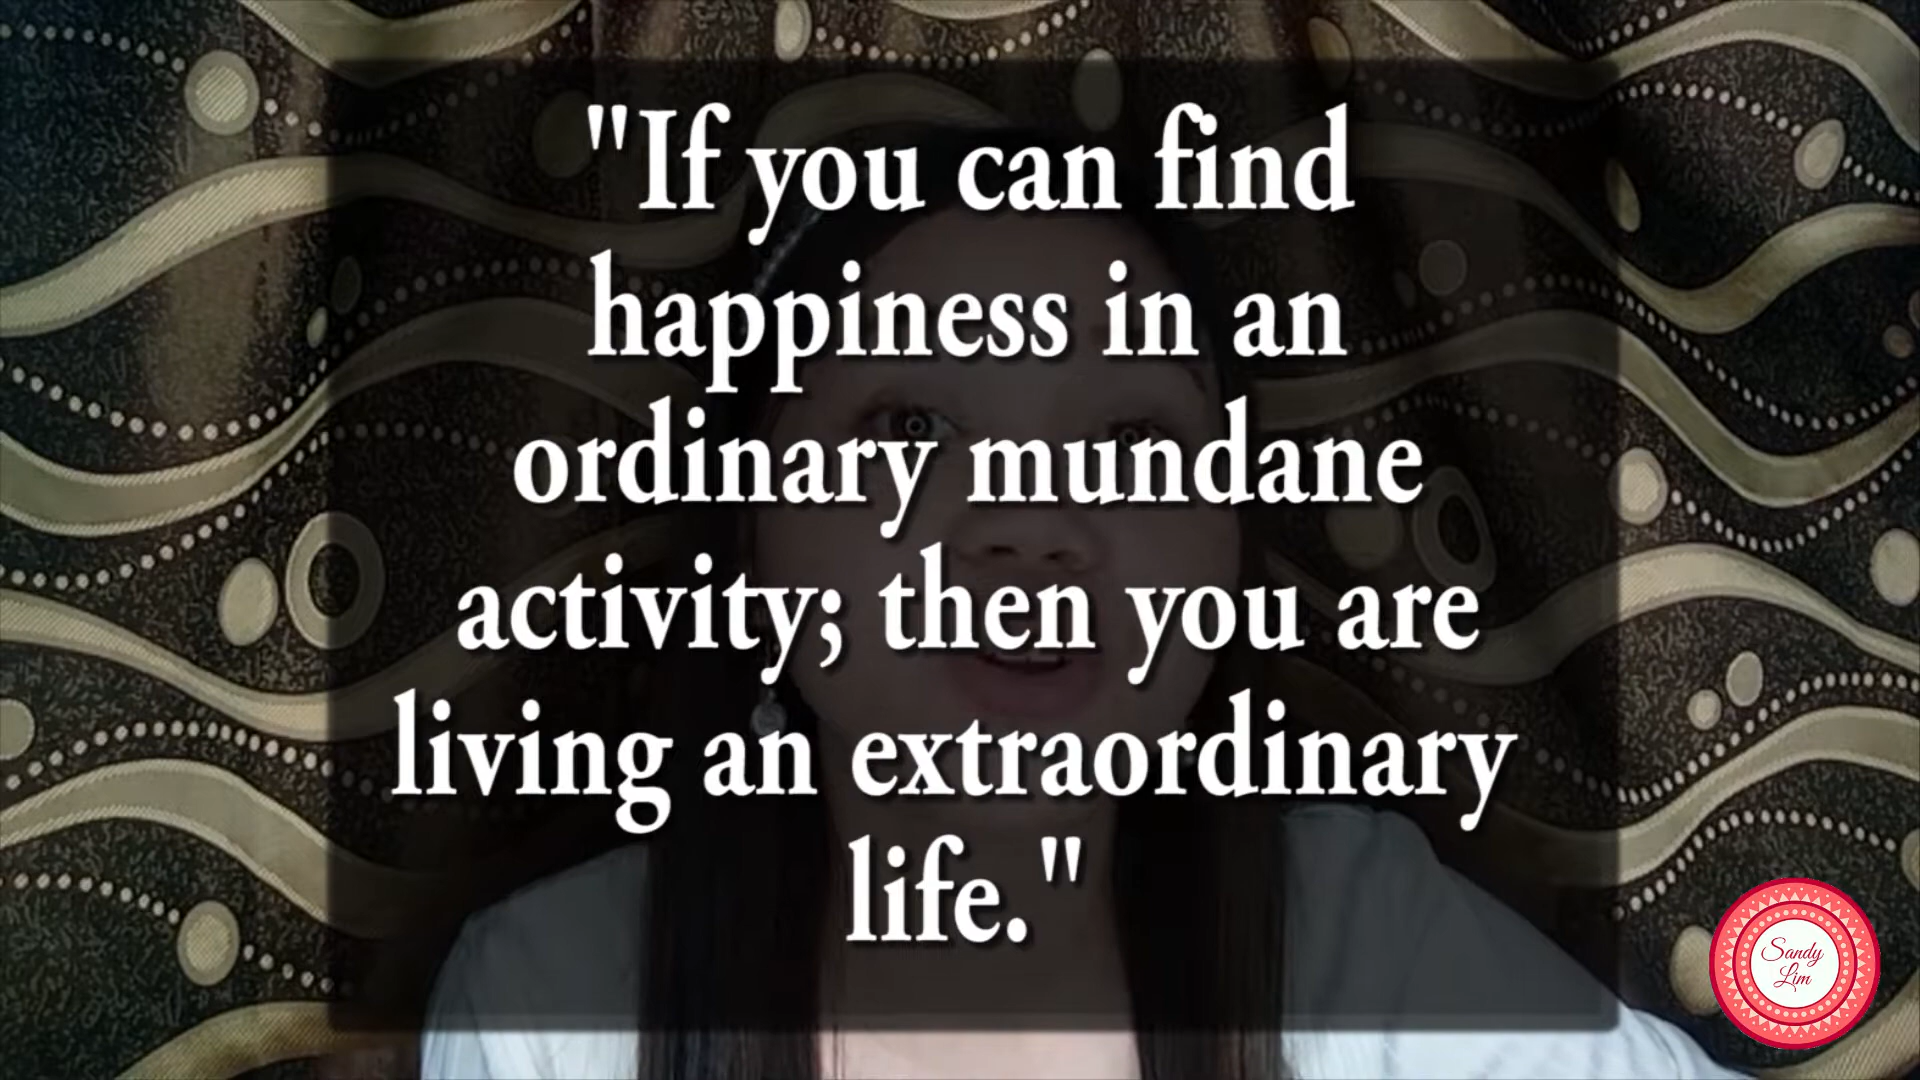 "If you can find
happiness in an
ordinary mundane
activity; then you are
living an extraordinary
life."
Sandy
Lim